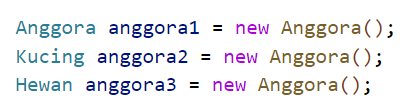 Anggora anggora1 = new Anggora();
Kucing anggora2 = new Anggora();
Hewan anggora3 = new Anggora();